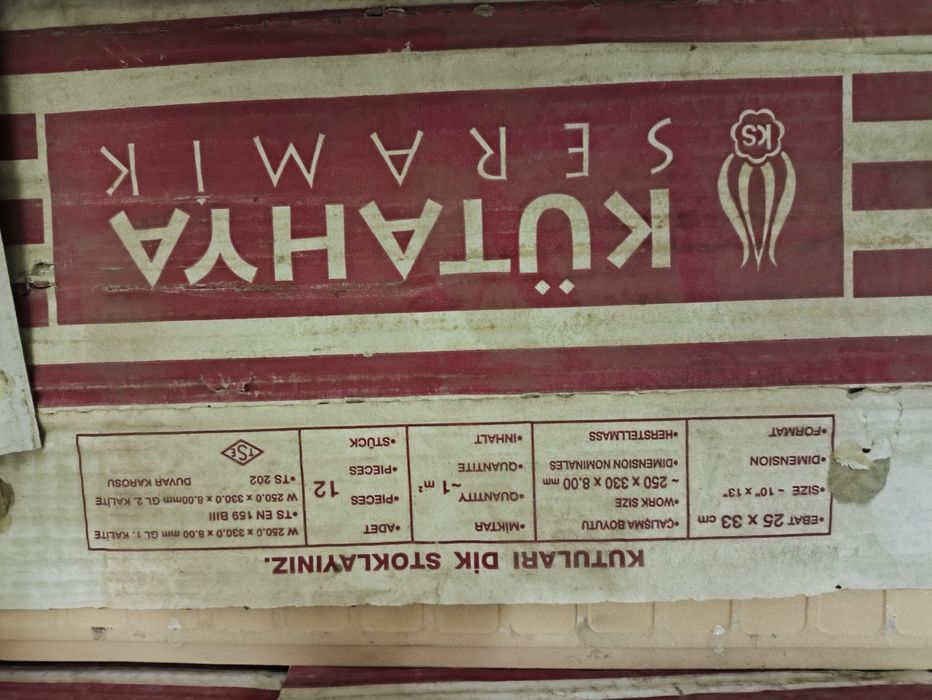 KS
KÜTAHYA
SERAMİK
KUTULARI DİK STOKLAYINIZ.
•EBAT 25 x 33 cm
•SIZE ~ 10" x 13"
•DIMENSION
•FORMAT
•ÇALIŞMA BOYUTU
•WORK SIZE
~ 250 x 330 x 8.00 mm
•DIMENSION NOMINALES
•HERSTELLMASS
•MİKTAR
•QUANTITY
•QUANTITE
•INHALT
~1 m²
•ADET
•PIECES
•PIECES
•STÜCK
12
W 250.0 x 330.0 x 8.00 mm GL 1. KALİTE
•TS EN 159 BIII
W 250.0 x 330.0 x 8.00mm GL 2. KALİTE
•TS 202 DUVAR KAROSU
TSE